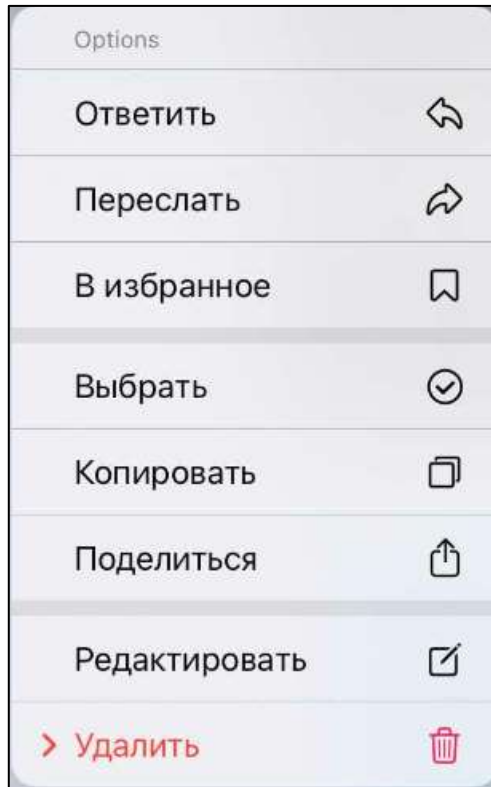 Options
Ответить
Переслать
В избранное
Выбрать
Копировать
Поделиться
Редактировать
Удалить